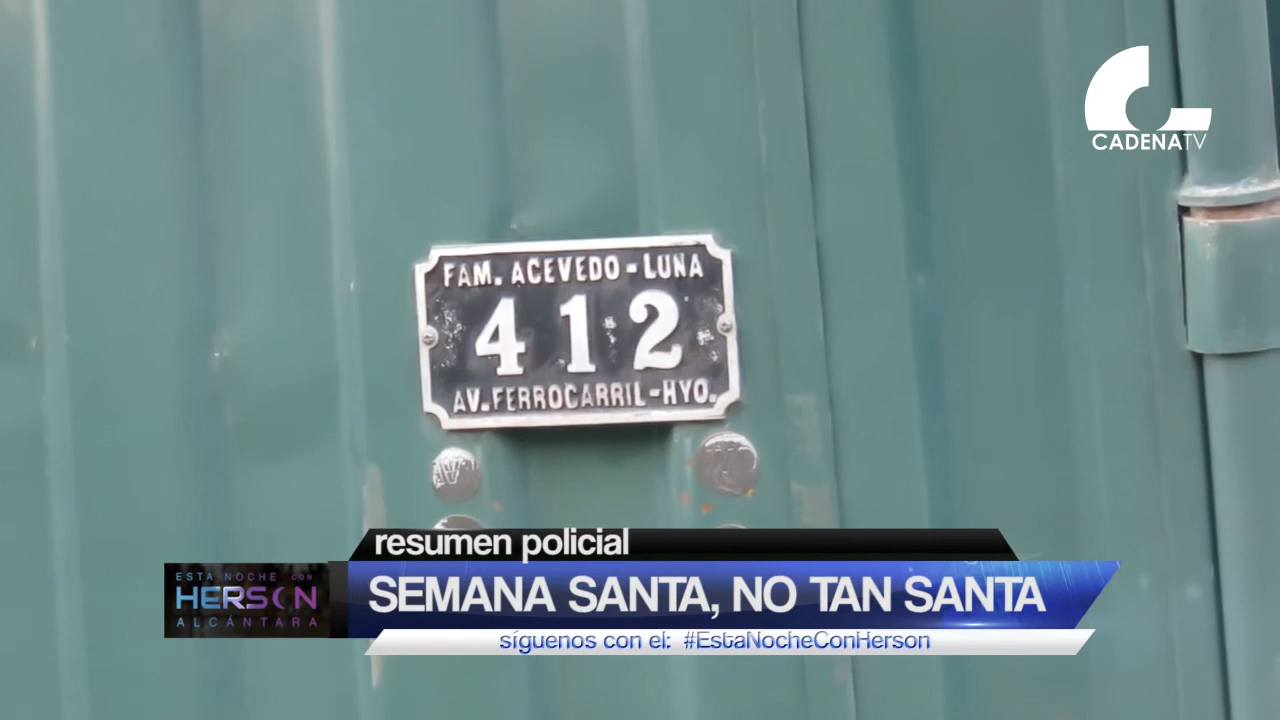 CADENATV
FAM. ACEVEDO-LUNA
412
AV. FERROCARRIL-HYO.
resumen policial
ESTA NOCHE CON
HERSON
ALCÁNTARA
SEMANA SANTA, NO TAN SANTA
síguenos con el: #EstaNocheConHerson